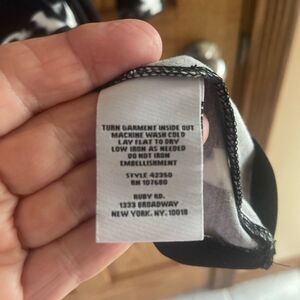 TURN GARMENT INSIDE OUT
MACHINE WASH COLD
LAY FLAT TO DRY
LOW IRON AS NEEDED
DO NOT IRON
EMBELLISHMENT
STYLE 42350
RN 107680
RUBY RD.
1333 BROADWAY
NEW YORK, NY. 10018